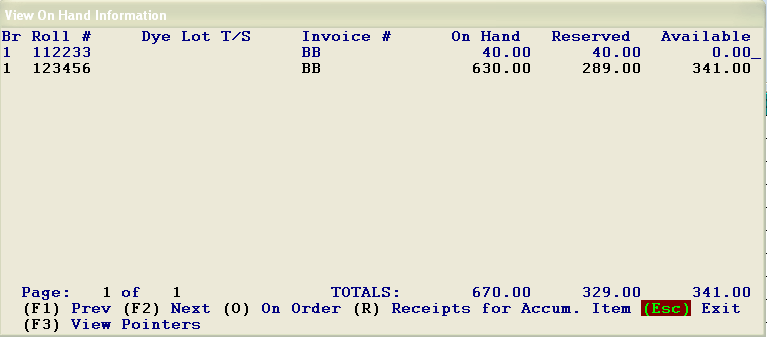 View On Hand Information
Br Roll # Dye Lot T/S Invoice # On Hand Reserved Available
1 112233 BB 40.00 40.00 0.00_
1 123456 BB 630.00 289.00 341.00
Page: 1 of 1 TOTALS: 670.00 329.00 341.00
(F1) Prev (F2) Next (O) On Order (R) Receipts for Accum. Item (Esc) Exit
(F3) View Pointers